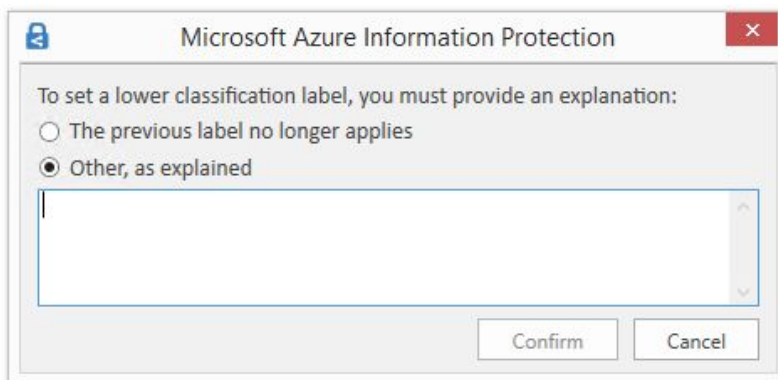 Microsoft Azure Information Protection
To set a lower classification label, you must provide an explanation:
The previous label no longer applies
Other, as explained
Confirm
Cancel